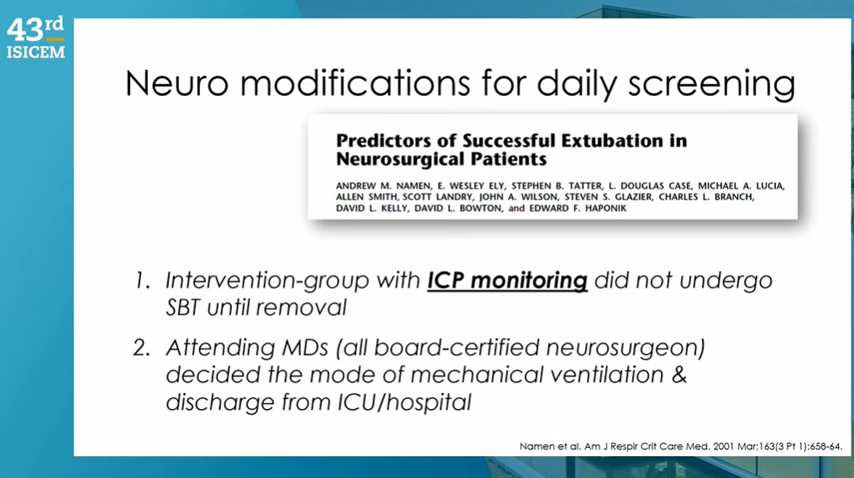 43rd
ISICEM
Neuro modifications for daily screening
Predictors of Successful Extubation in
Neurosurgical Patients
ANDREW M. NAMEN, E. WESLEY ELY, STEPHEN B. TATTER, L. DOUGLAS CASE, MICHAEL A. LUCIA,
ALLEN SMITH, SCOTT LANDRY, JOHN A. WILSON, STEVEN S. GLAZIER, CHARLES L. BRANCH,
DAVID L. KELLY, DAVID L. BOWTON, and EDWARD F. HAPONIK
1. Intervention-group with ICP monitoring did not undergo
SBT until removal
2. Attending MDs (all board-certified neurosurgeon)
decided the mode of mechanical ventilation &
discharge from ICU/hospital
Namen et al. Am J Respir Crit Care Med. 2001 Mar;163(3 Pt 1):658-64.